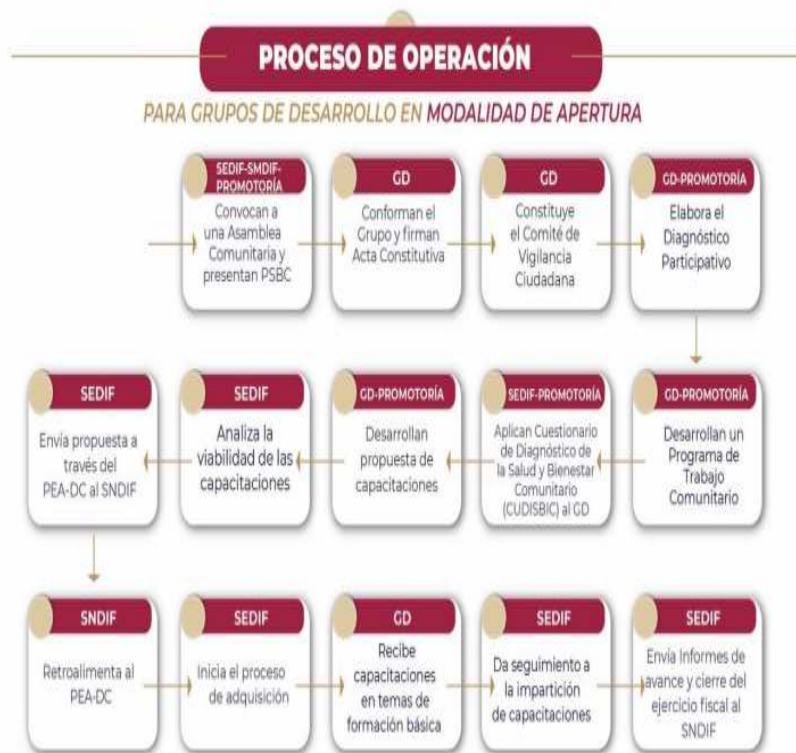 PROCESO DE OPERACIÓN
PARA GRUPOS DE DESARROLLO EN MODALIDAD DE APERTURA
SEDIF-SMDIF-
PROMOTORÍA
Convocan a
una Asamblea
Comunitaria y
presentan PSBC
GD
Conforman el
Grupo y firman
Acta Constitutiva
GD
Constituye
el Comité de
Vigilancia
Ciudadana
GD-PROMOTORÍA
Elabora el
Diagnóstico
Participativo
GD-PROMOTORÍA
Desarrollan un
Programa de
Trabajo
Comunitario
SEDIF-PROMOTORÍA
Aplican Cuestionario
de Diagnóstico de
la Salud y Bienestar
Comunitario
(CUDISBIC) al GD
GD-PROMOTORÍA
Desarrollan
propuesta de
capacitaciones
SEDIF
Analiza la
viabilidad de las
capacitaciones
SEDIF
Envía propuesta a
través del
PEA-DC al SNDIF
SNDIF
Retroalimenta al
PEA-DC
SEDIF
Inicia el proceso
de adquisición
GD
Recibe
capacitaciones
en temas de
formación básica
SEDIF
Da seguimiento a
la impartición de
capacitaciones
SEDIF
Envía Informes de
avance y cierre del
ejercicio fiscal al
SNDIF